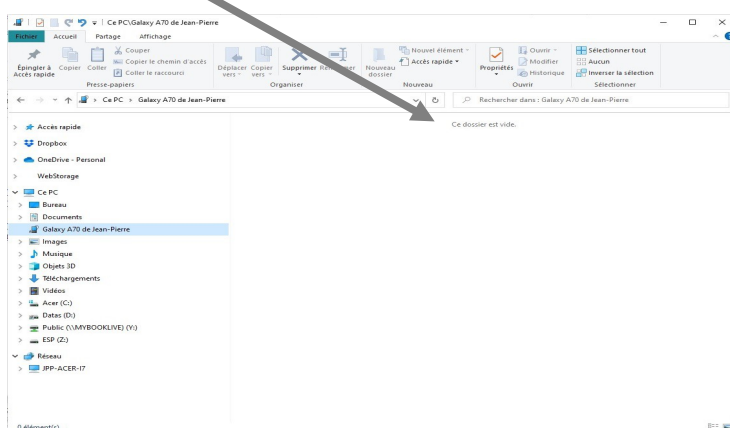 Ce PC\Galaxy A70 de Jean-Pierre
Fichier Accueil Partage Affichage
Épingler à Accès rapide
Copier
Coller
Couper
Copier le chemin d'accès
Coller le raccourci
Presse-papiers
Déplacer vers
Copier vers
Supprimer
Organiser
Nouveau dossier
Nouvel élément
Accès rapide
Nouveau
Propriétés
Ouvrir
Modifier
Historique
Ouvrir
Sélectionner tout
Aucun
Inverser la sélection
Sélectionner
Ce PC > Galaxy A70 de Jean-Pierre
Rechercher dans : Galaxy A70 de Jean-Pierre
Accès rapide
Dropbox
OneDrive - Personal
WebStorage
Ce PC
Bureau
Documents
Galaxy A70 de Jean-Pierre
Images
Musique
Objets 3D
Téléchargements
Vidéos
Acer (C:)
Datas (D:)
Public (\\MYBOOKLIVE) (Y:)
ESP (Z:)
Réseau
JPP-ACER-I7
Ce dossier est vide.
0 élément(s)